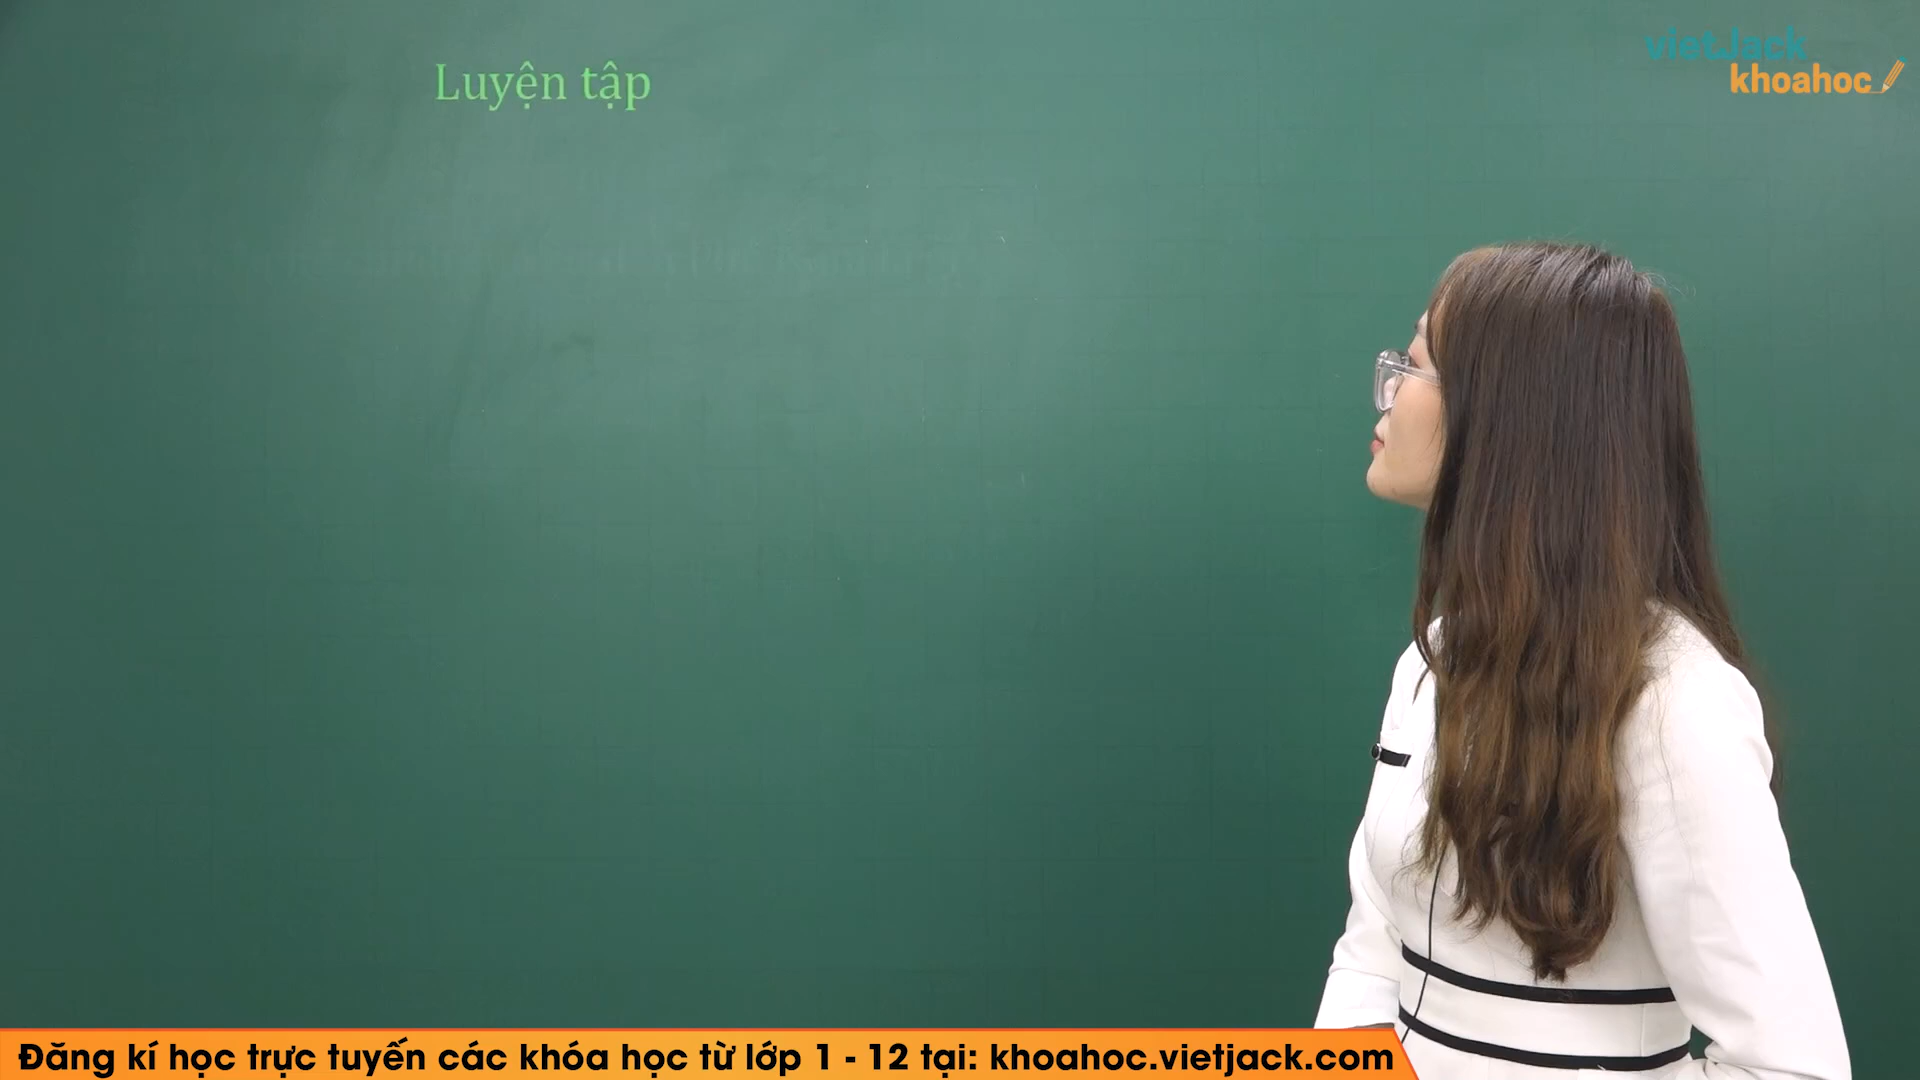 Luyện tập
vietJack
khoahoc
Đăng kí học trực tuyến các khóa học từ lớp 1 - 12 tại: khoahoc.vietjack.com